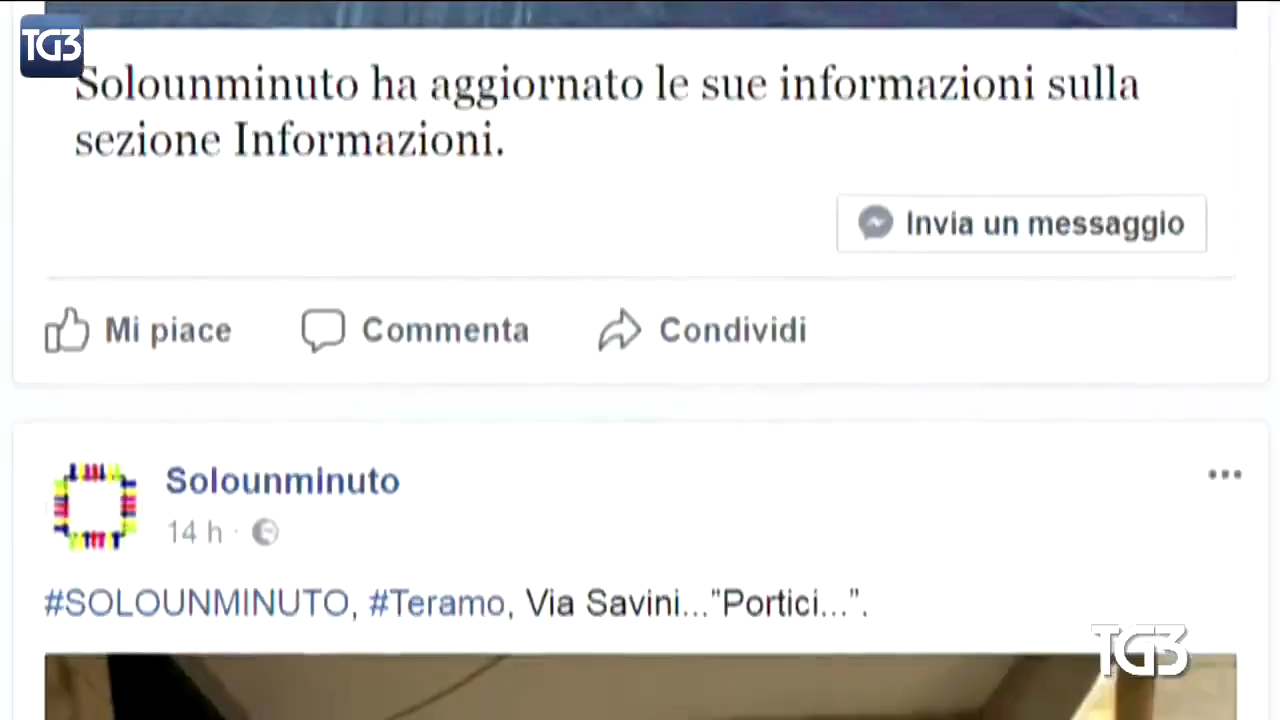 TG3
Solounminuto ha aggiornato le sue informazioni sulla
sezione Informazioni.
Invia un messaggio
Mi piace
Commenta
Condividi
Solounminuto
14 h ·
#SOLOUNMINUTO, #Teramo, Via Savini..."Portici...".
TG3